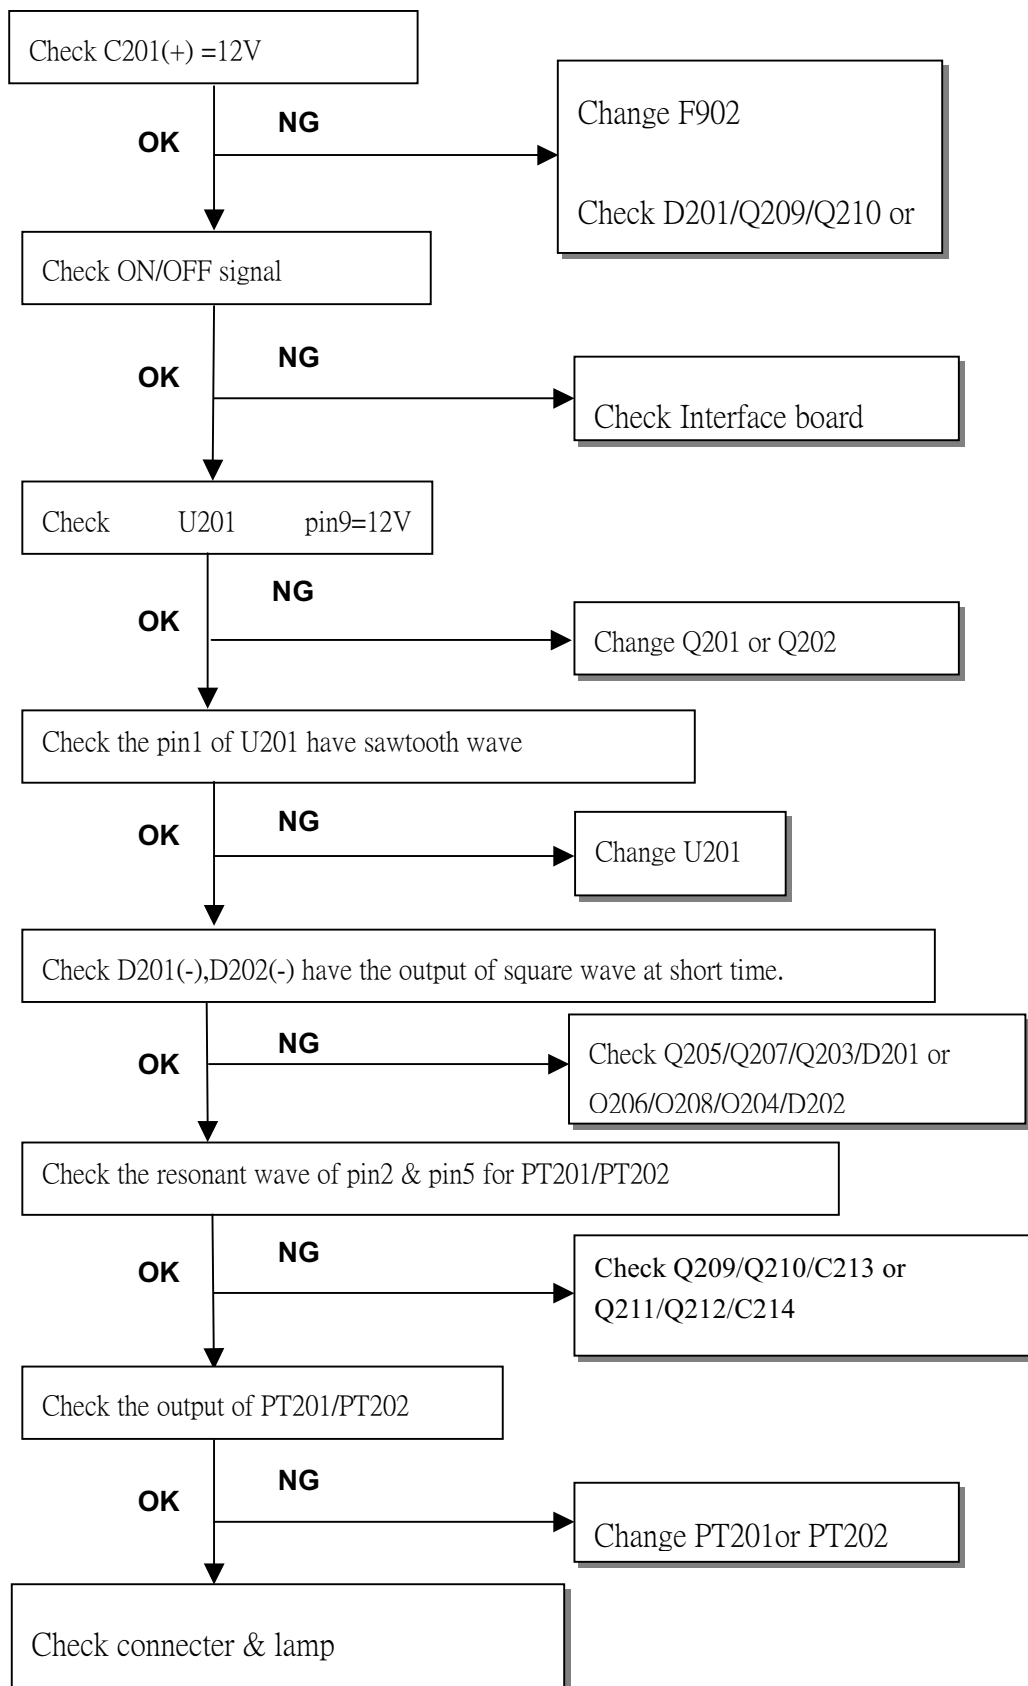 Check C201(+) =12V
OK
NG
Change F902
Check D201/Q209/Q210 or
Check ON/OFF signal
OK
NG
Check Interface board
Check U201 pin9=12V
OK
NG
Change Q201 or Q202
Check the pin1 of U201 have sawtooth wave
OK
NG
Change U201
Check D201(-),D202(-) have the output of square wave at short time.
OK
NG
Check Q205/Q207/Q203/D201 or
Q206/Q208/Q204/D202
Check the resonant wave of pin2 & pin5 for PT201/PT202
OK
NG
Check Q209/Q210/C213 or
Q211/Q212/C214
Check the output of PT201/PT202
OK
NG
Change PT201or PT202
Check connecter & lamp